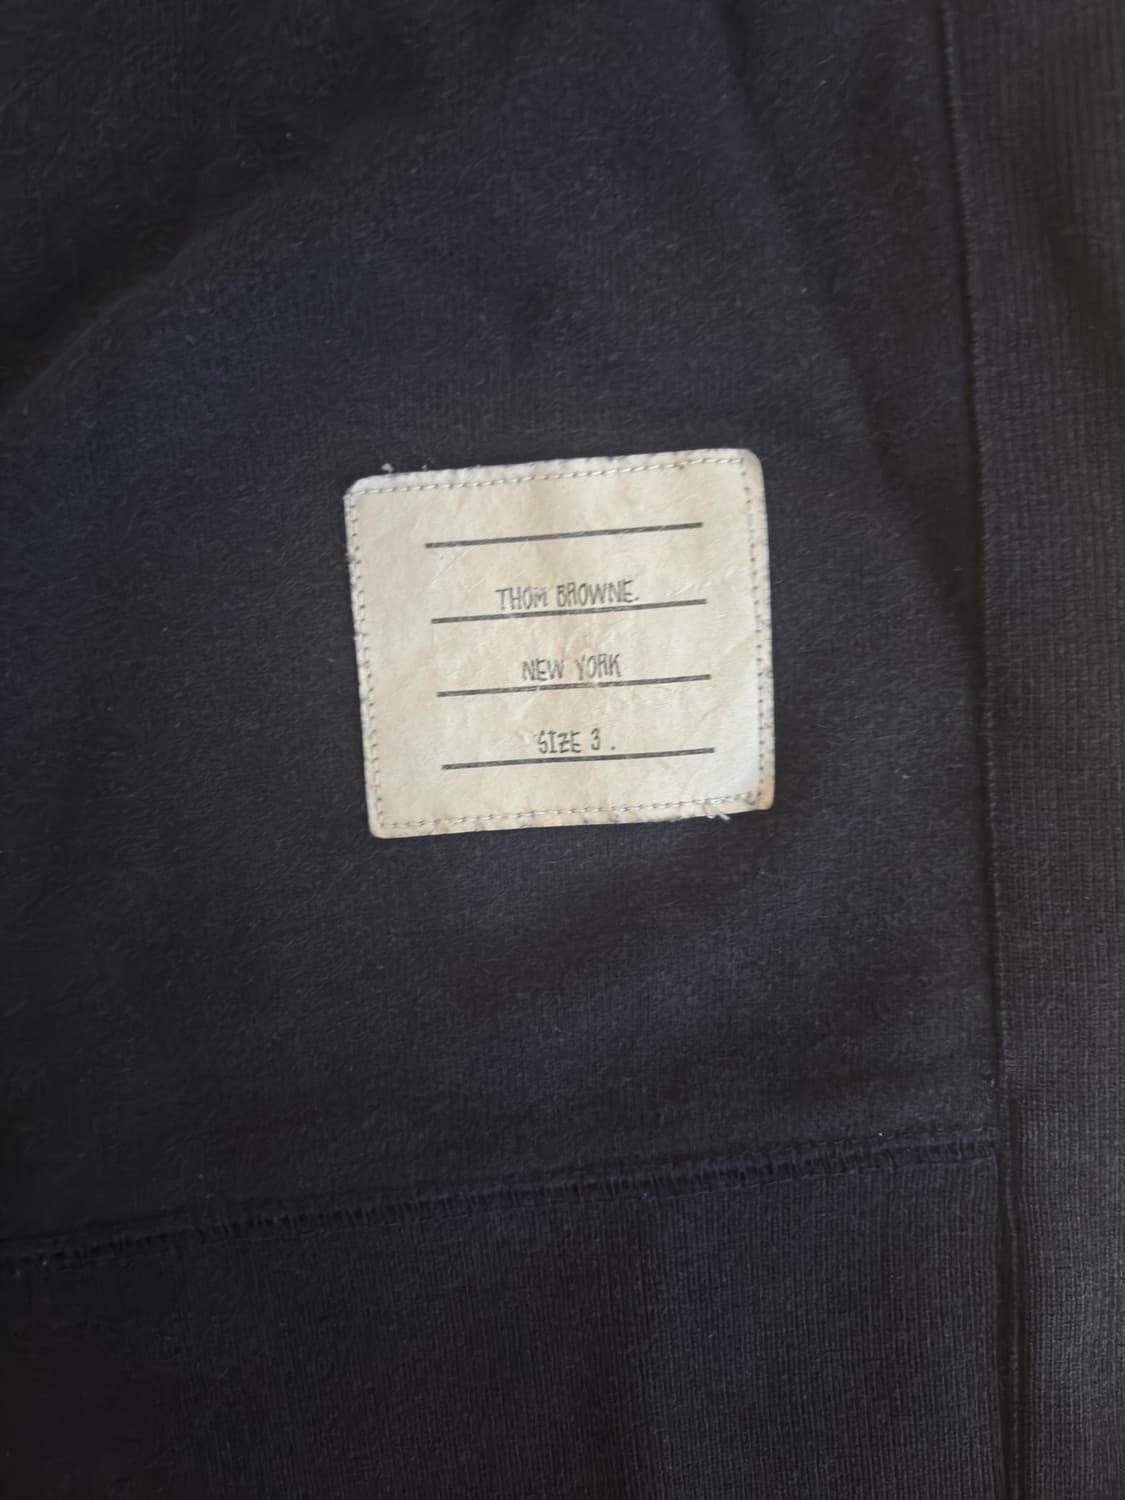 THOM BROWNE.
NEW YORK
SIZE 3 .